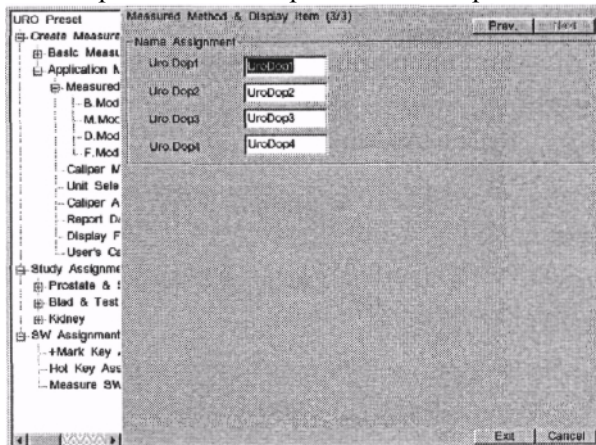 URO Preset
Create Measure
Basic Measu
Application M
Measured
B.Mod
M.Moc
D.Mod
F.Mod
Caliper M
Unit Sele
Caliper A
Report Da
Display F
User's Ca
Study Assignme
Prostate &
Blad & Test
Kidney
SW Assignment
+Mark Key
Hot Key Ass
Measure SW
Measured Method & Display Item (3/3)
Prev. Next
Name Assignment
Uro Dop1 UroDop1
Uro Dop2 UroDop2
Uro Dop3 UroDop3
Uro Dop4 UroDop4
Exit Cancel